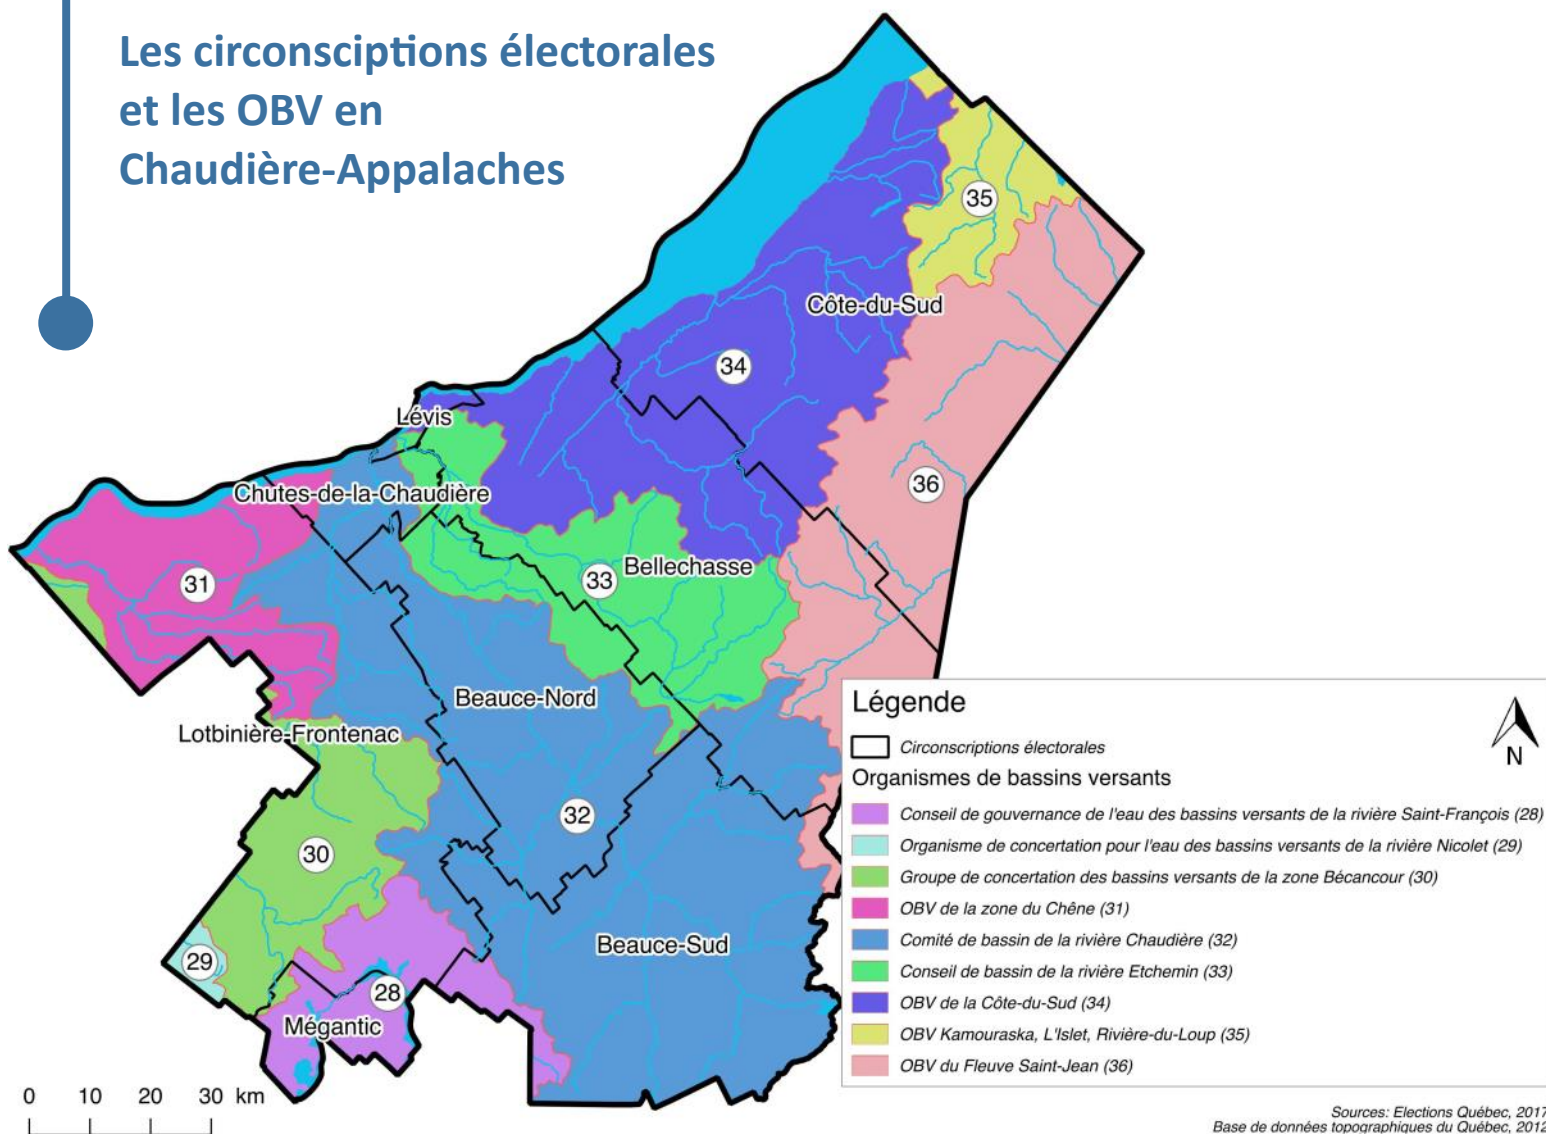 Les circonsciptions électorales
et les OBV en
Chaudière-Appalaches
35
Côte-du-Sud
34
Lévis
36
Chutes-de-la-Chaudière
31
33
Bellechasse
Beauce-Nord
Lotbinière-Frontenac
32
30
Beauce-Sud
29
28
Mégantic
0 10 20 30 km
Légende
Circonscriptions électorales
N
Organismes de bassins versants
Conseil de gouvernance de l'eau des bassins versants de la rivière Saint-François (28)
Organisme de concertation pour l'eau des bassins versants de la rivière Nicolet (29)
Groupe de concertation des bassins versants de la zone Bécancour (30)
OBV de la zone du Chêne (31)
Comité de bassin de la rivière Chaudière (32)
Conseil de bassin de la rivière Etchemin (33)
OBV de la Côte-du-Sud (34)
OBV Kamouraska, L'Islet, Rivière-du-Loup (35)
OBV du Fleuve Saint-Jean (36)
Sources: Elections Québec, 2017
Base de données topographiques du Québec, 2012